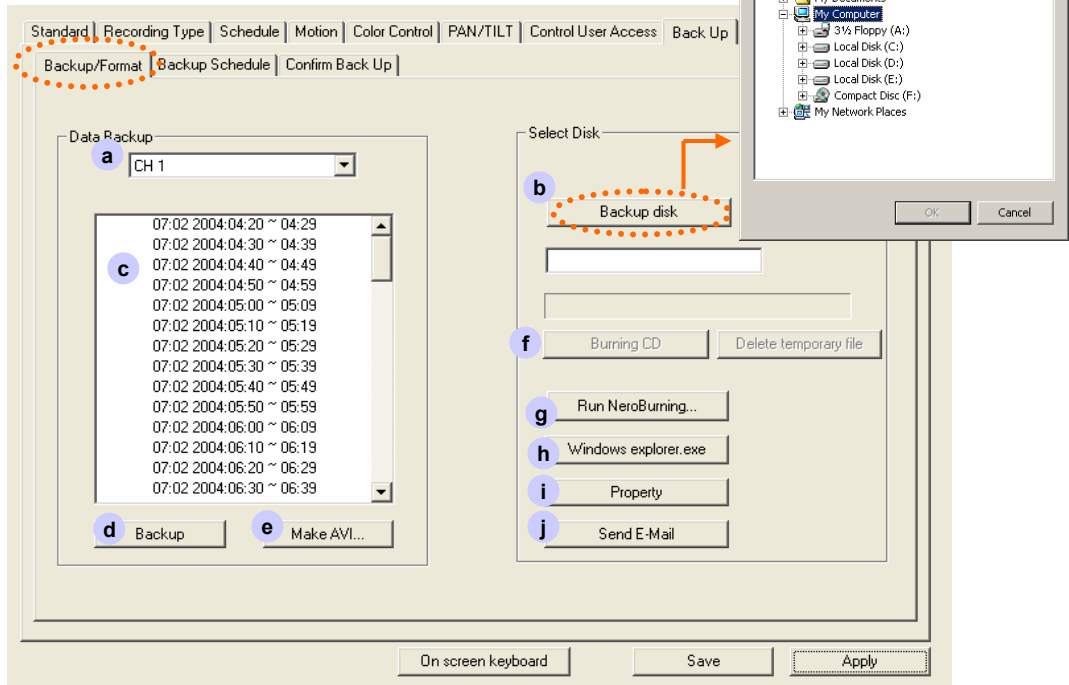 My Documents
My Computer
3½ Floppy (A:)
Local Disk (C:)
Local Disk (D:)
Local Disk (E:)
Compact Disc (F:)
My Network Places
OK
Cancel
Standard
Recording Type
Schedule
Motion
Color Control
PAN/TILT
Control User Access
Back Up
Backup/Format
Backup Schedule
Confirm Back Up
Data Backup
a
CH 1
c
07:02 2004:04:20 ~ 04:29
07:02 2004:04:30 ~ 04:39
07:02 2004:04:40 ~ 04:49
07:02 2004:04:50 ~ 04:59
07:02 2004:05:00 ~ 05:09
07:02 2004:05:10 ~ 05:19
07:02 2004:05:20 ~ 05:29
07:02 2004:05:30 ~ 05:39
07:02 2004:05:40 ~ 05:49
07:02 2004:05:50 ~ 05:59
07:02 2004:06:00 ~ 06:09
07:02 2004:06:10 ~ 06:19
07:02 2004:06:20 ~ 06:29
07:02 2004:06:30 ~ 06:39
d
Backup
e
Make AVI...
Select Disk
b
Backup disk
f
Burning CD
Delete temporary file
g
Run NeroBurning...
h
Windows explorer.exe
i
Property
j
Send E-Mail
On screen keyboard
Save
Apply